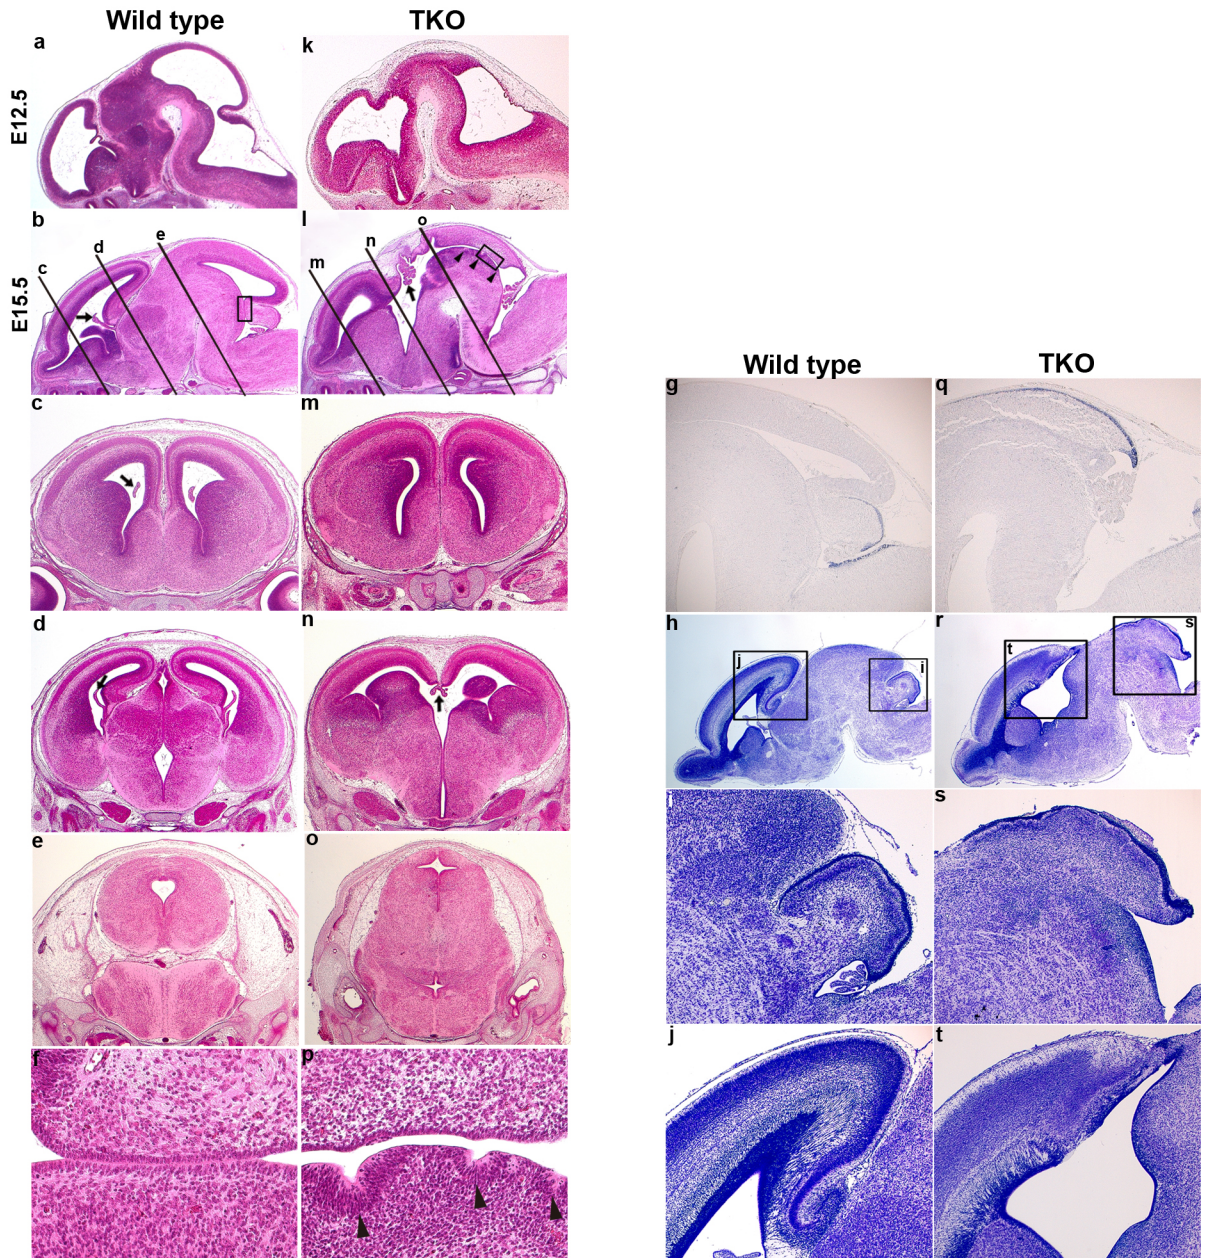 Wild type TKO
a k
E12.5
b l
c d e m n o
E15.5
c m
d n
e o
f p
Wild type TKO
g q
h r
j i t s
i s
j t